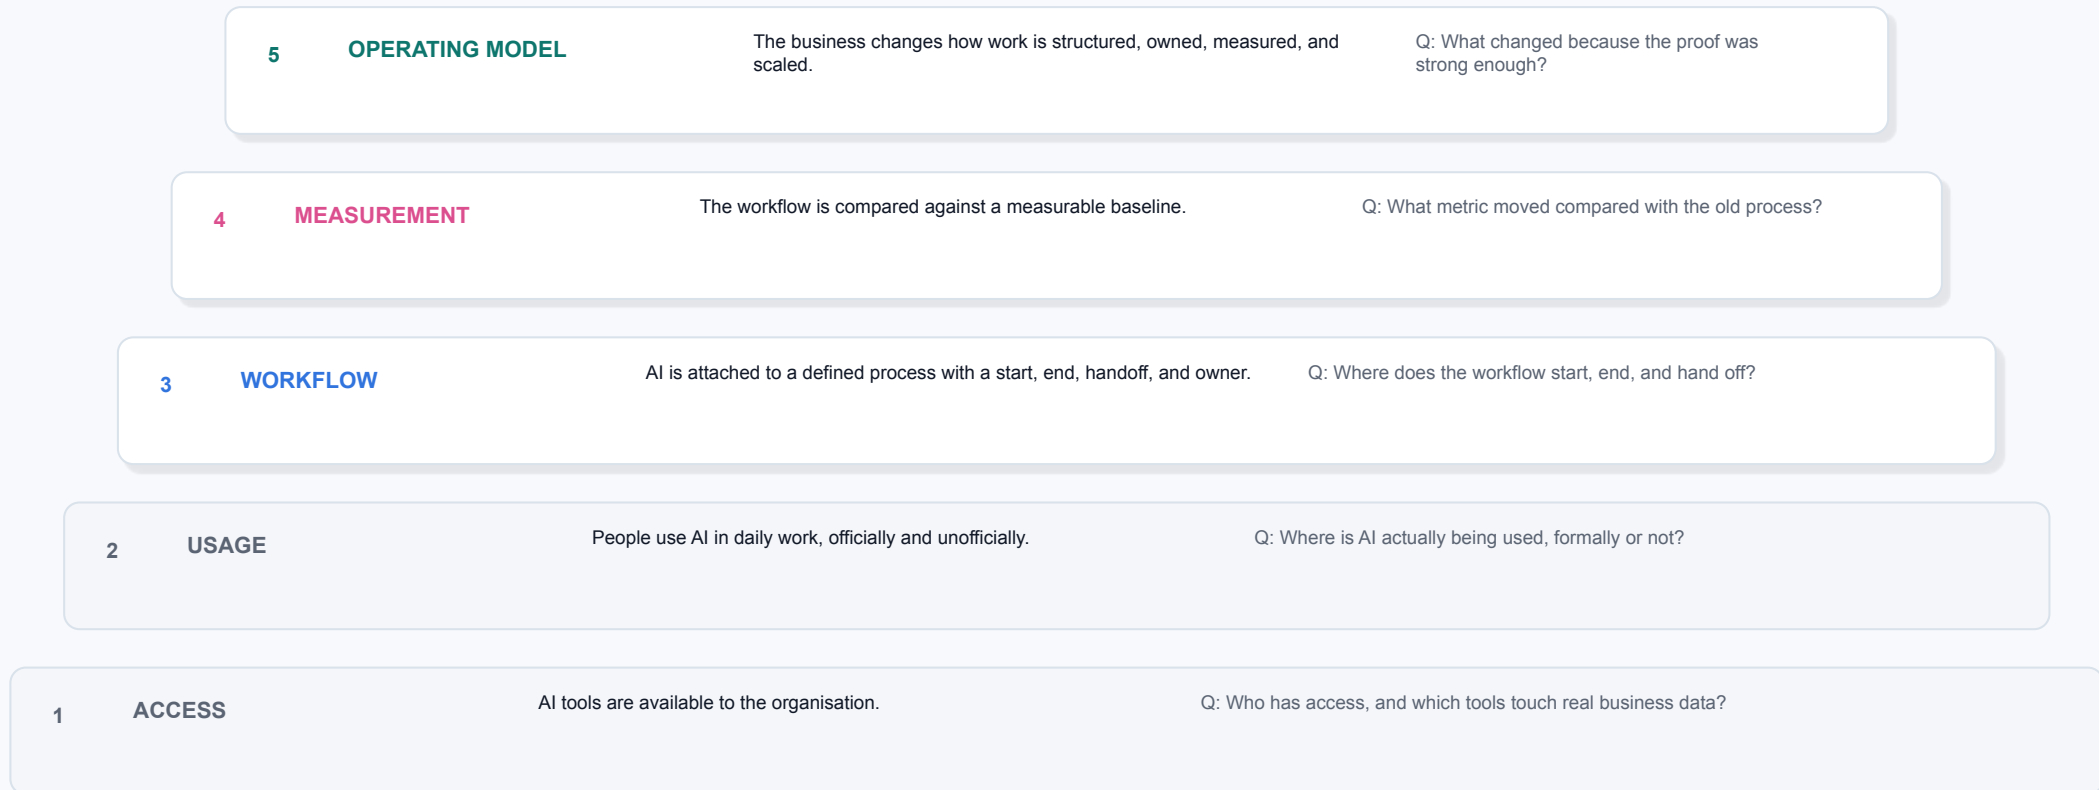 5
OPERATING MODEL
The business changes how work is structured, owned, measured, and
scaled.
Q: What changed because the proof was
strong enough?
4
MEASUREMENT
The workflow is compared against a measurable baseline.
Q: What metric moved compared with the old process?
3
WORKFLOW
AI is attached to a defined process with a start, end, handoff, and owner.
Q: Where does the workflow start, end, and hand off?
2
USAGE
People use AI in daily work, officially and unofficially.
Q: Where is AI actually being used, formally or not?
1
ACCESS
AI tools are available to the organisation.
Q: Who has access, and which tools touch real business data?